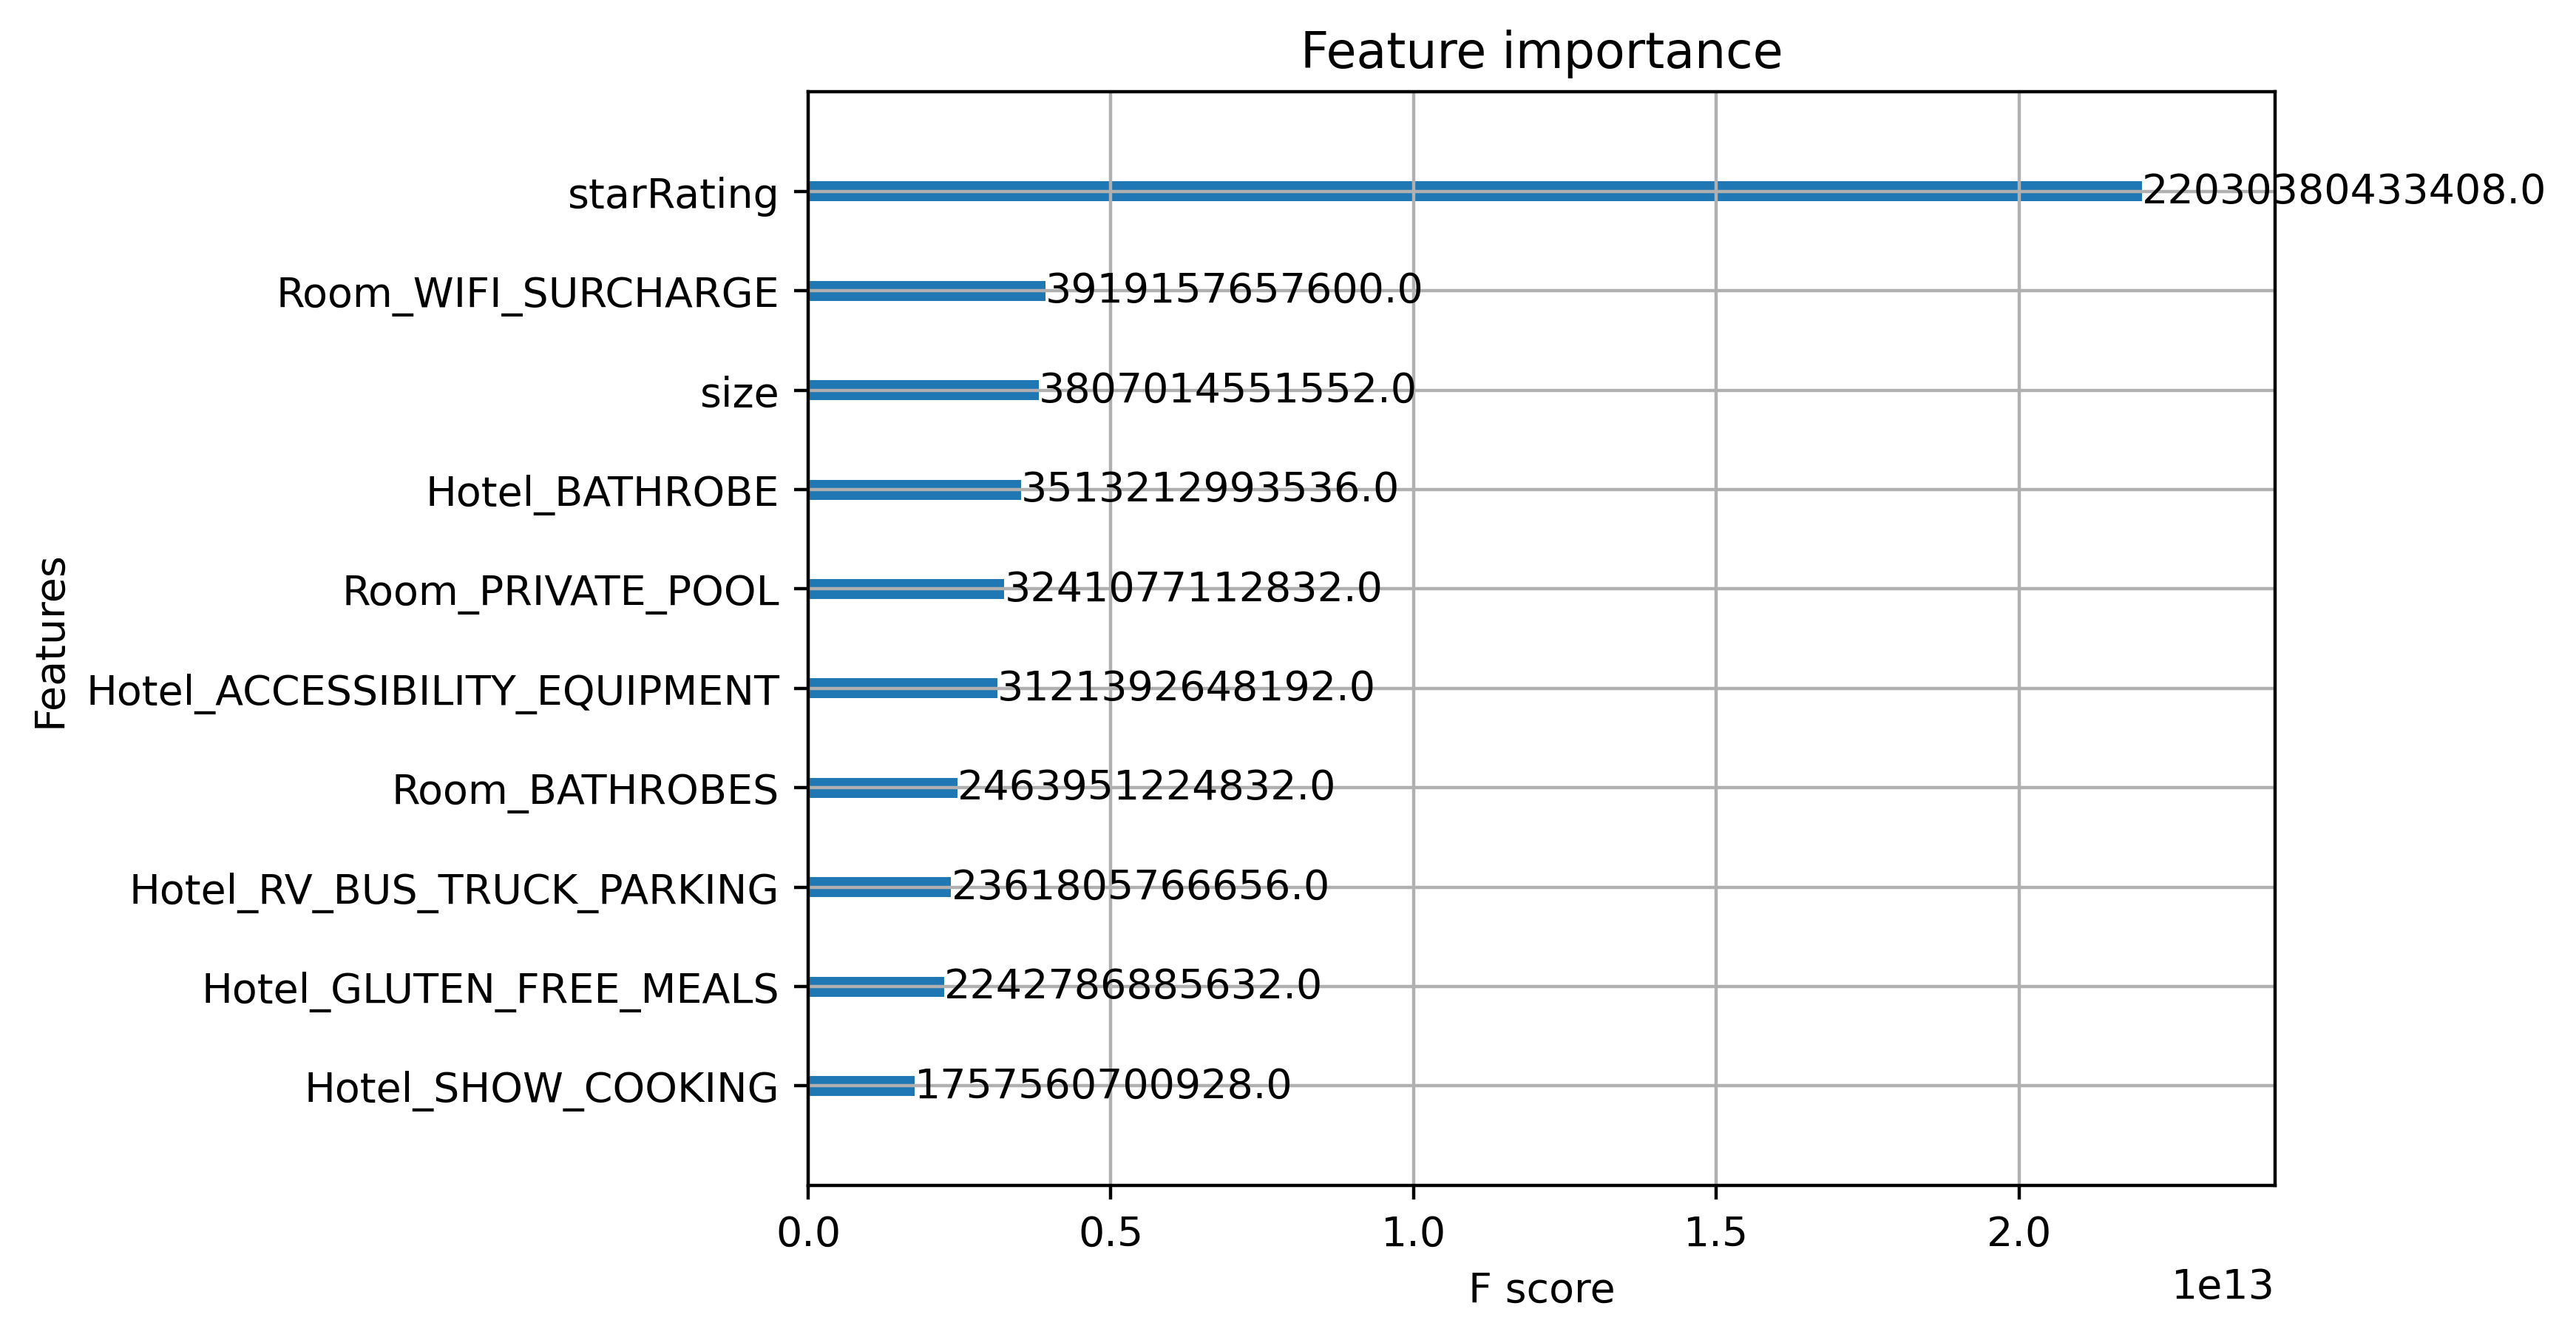 Feature importance
starRating
22030380433408.0
Room_WIFI_SURCHARGE
3919157657600.0
size
3807014551552.0
Hotel_BATHROBE
3513212993536.0
Room_PRIVATE_POOL
3241077112832.0
Hotel_ACCESSIBILITY_EQUIPMENT
3121392648192.0
Room_BATHROBES
2463951224832.0
Hotel_RV_BUS_TRUCK_PARKING
2361805766656.0
Hotel_GLUTEN_FREE_MEALS
2242786885632.0
Hotel_SHOW_COOKING
1757560700928.0
Features
0.0 0.5 1.0 1.5 2.0
1e13
F score